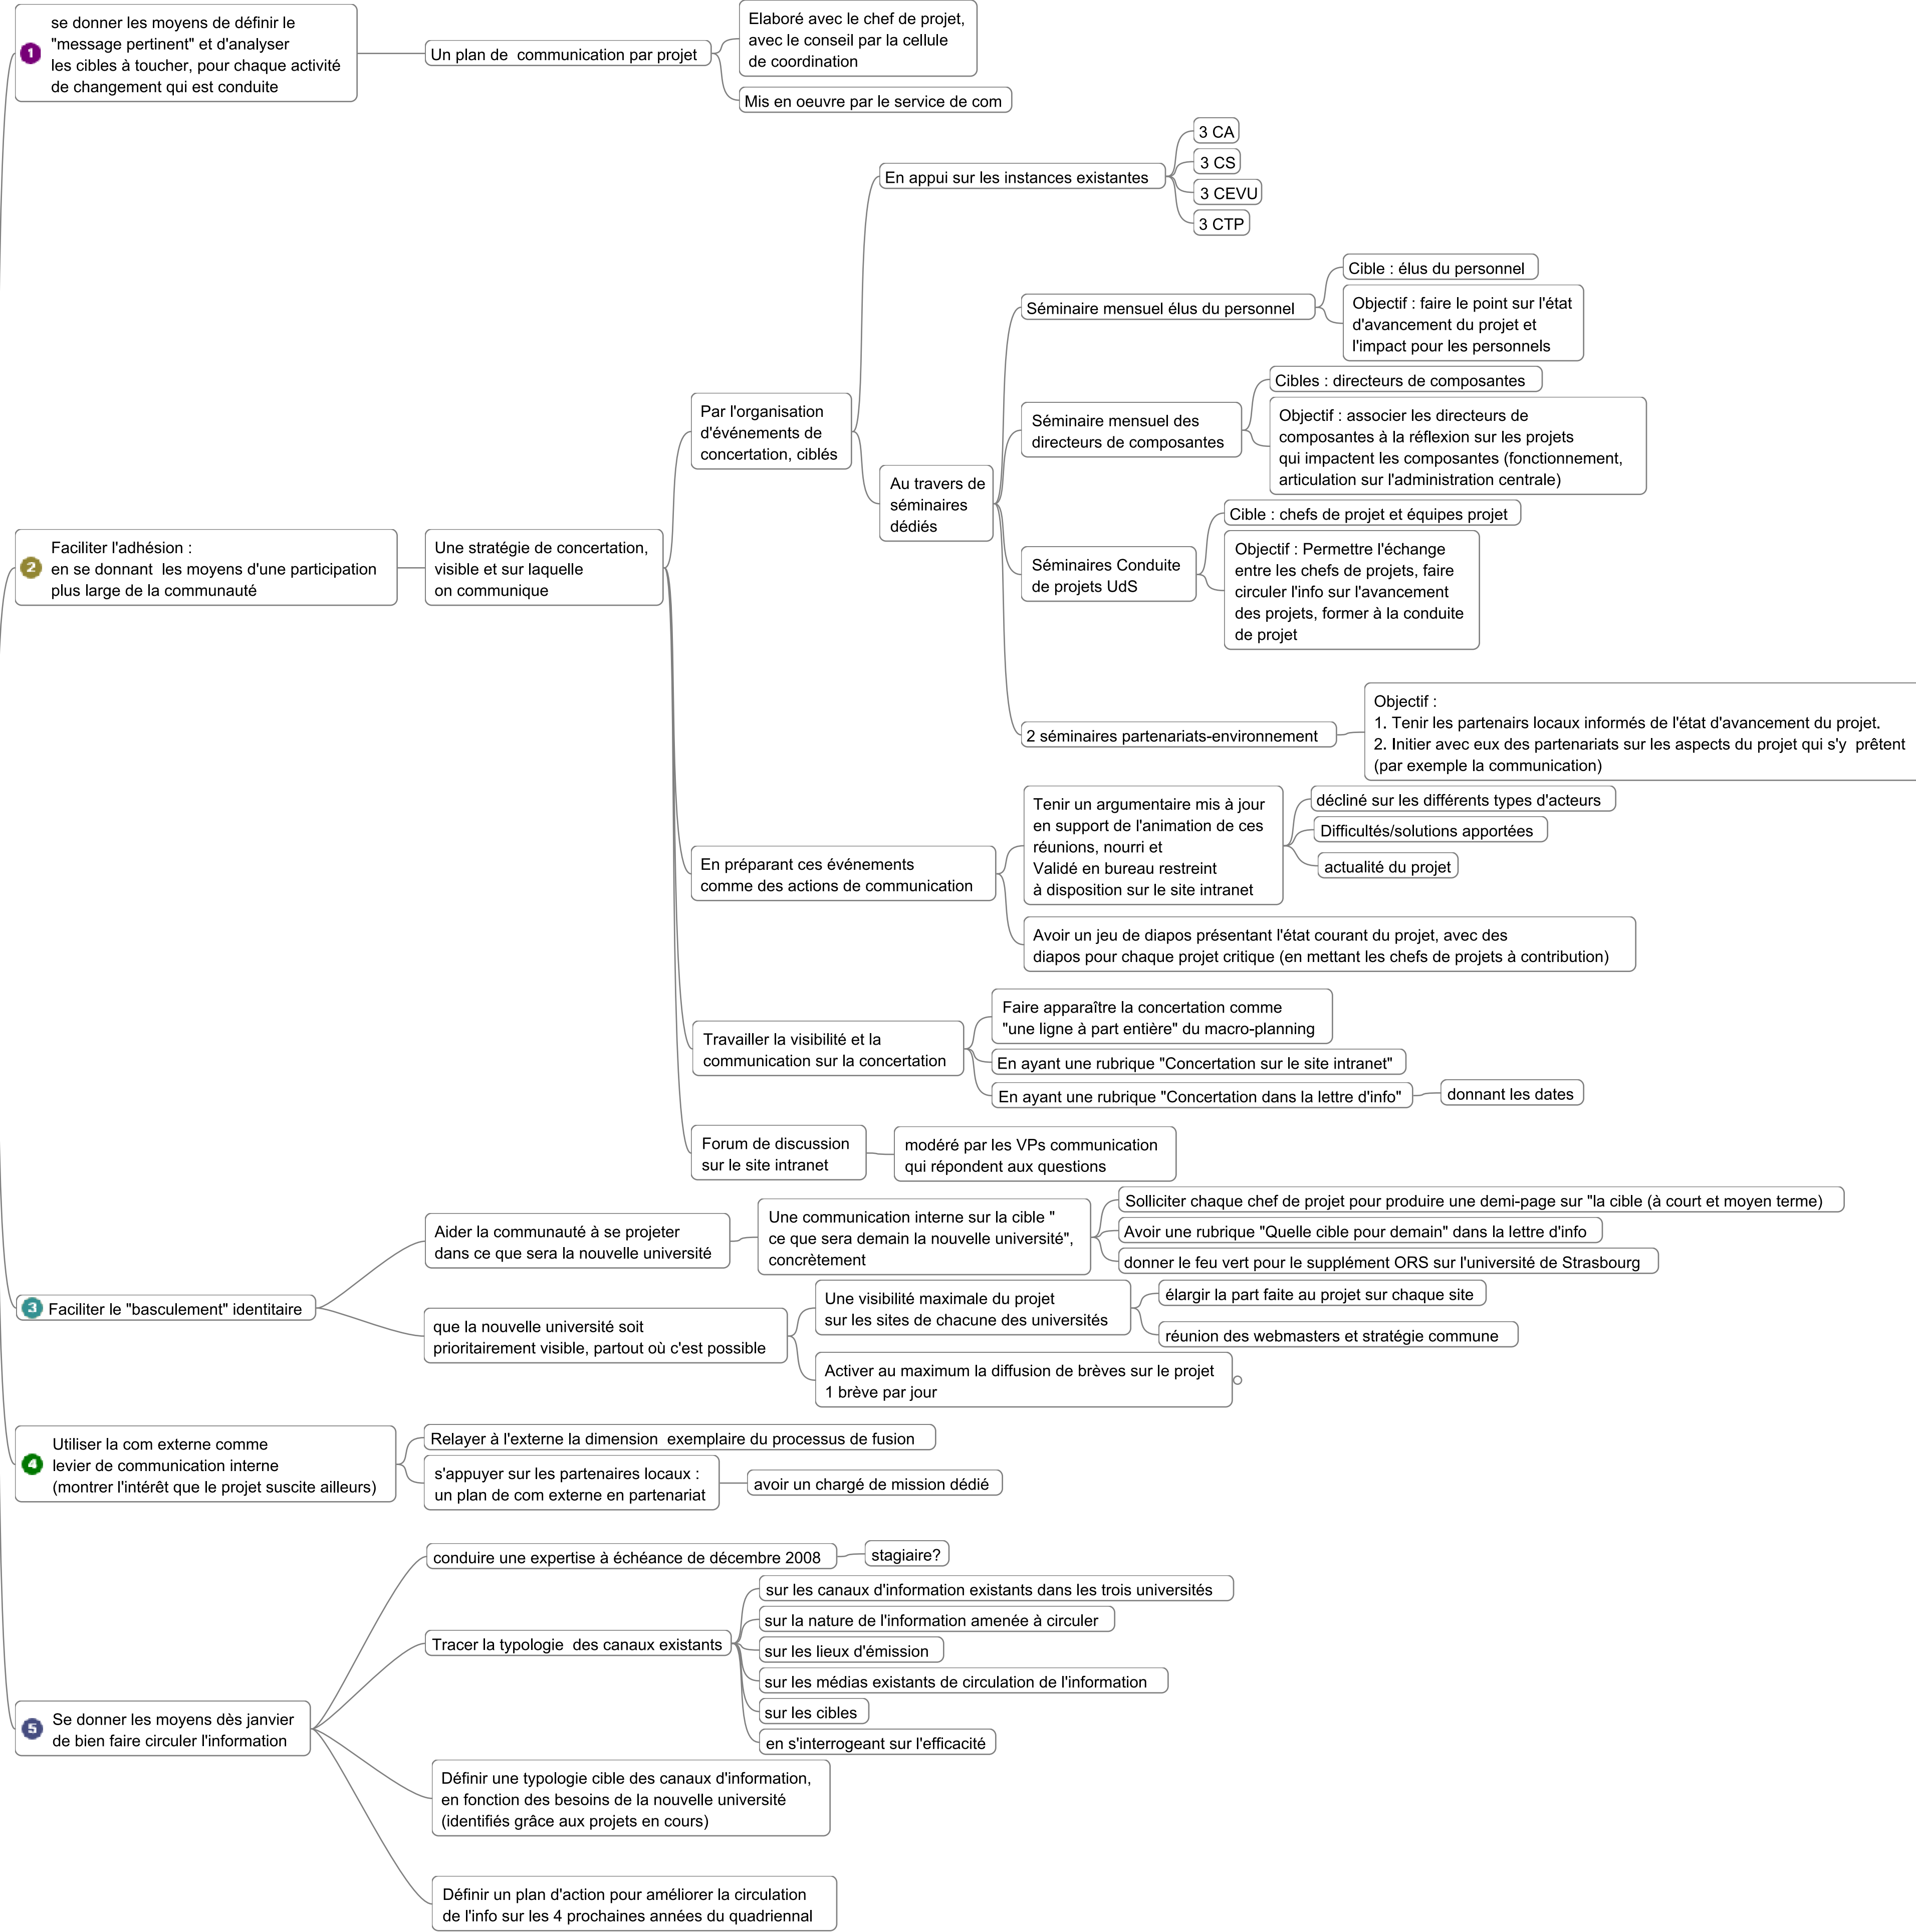 1
se donner les moyens de définir le
"message pertinent" et d'analyser
les cibles à toucher, pour chaque activité
de changement qui est conduite
Un plan de communication par projet
Elaboré avec le chef de projet,
avec le conseil par la cellule
de coordination
Mis en oeuvre par le service de com
2
Faciliter l'adhésion :
en se donnant les moyens d'une participation
plus large de la communauté
Une stratégie de concertation,
visible et sur laquelle
on communique
Par l'organisation
d'événements de
concertation, ciblés
En appui sur les instances existantes
3 CA
3 CS
3 CEVU
3 CTP
Au travers de
séminaires
dédiés
Séminaire mensuel élus du personnel
Cible : élus du personnel
Objectif : faire le point sur l'état
d'avancement du projet et
l'impact pour les personnels
Séminaire mensuel des
directeurs de composantes
Cibles : directeurs de composantes
Objectif : associer les directeurs de
composantes à la réflexion sur les projets
qui impactent les composantes (fonctionnement,
articulation sur l'administration centrale)
Séminaires Conduite
de projets UdS
Cible : chefs de projet et équipes projet
Objectif : Permettre l'échange
entre les chefs de projets, faire
circuler l'info sur l'avancement
des projets, former à la conduite
de projet
2 séminaires partenariats-environnement
Objectif :
1. Tenir les partenairs locaux informés de l'état d'avancement du projet.
2. Initier avec eux des partenariats sur les aspects du projet qui s'y prêtent
(par exemple la communication)
En préparant ces événements
comme des actions de communication
Tenir un argumentaire mis à jour
en support de l'animation de ces
réunions, nourri et
Validé en bureau restreint
à disposition sur le site intranet
décliné sur les différents types d'acteurs
Difficultés/solutions apportées
actualité du projet
Avoir un jeu de diapos présentant l'état courant du projet, avec des
diapos pour chaque projet critique (en mettant les chefs de projets à contribution)
Travailler la visibilité et la
communication sur la concertation
Faire apparaître la concertation comme
"une ligne à part entière" du macro-planning
En ayant une rubrique "Concertation sur le site intranet"
En ayant une rubrique "Concertation dans la lettre d'info"
donnant les dates
Forum de discussion
sur le site intranet
modéré par les VPs communication
qui répondent aux questions
3
Faciliter le "basculement" identitaire
Aider la communauté à se projeter
dans ce que sera la nouvelle université
Une communication interne sur la cible "
ce que sera demain la nouvelle université",
concrètement
Solliciter chaque chef de projet pour produire une demi-page sur "la cible (à court et moyen terme)
Avoir une rubrique "Quelle cible pour demain" dans la lettre d'info
donner le feu vert pour le supplément ORS sur l'université de Strasbourg
que la nouvelle université soit
prioritairement visible, partout où c'est possible
Une visibilité maximale du projet
sur les sites de chacune des universités
élargir la part faite au projet sur chaque site
réunion des webmasters et stratégie commune
Activer au maximum la diffusion de brèves sur le projet
1 brève par jour
4
Utiliser la com externe comme
levier de communication interne
(montrer l'intérêt que le projet suscite ailleurs)
Relayer à l'externe la dimension exemplaire du processus de fusion
s'appuyer sur les partenaires locaux :
un plan de com externe en partenariat
avoir un chargé de mission dédié
5
Se donner les moyens dès janvier
de bien faire circuler l'information
conduire une expertise à échéance de décembre 2008
stagiaire?
Tracer la typologie des canaux existants
sur les canaux d'information existants dans les trois universités
sur la nature de l'information amenée à circuler
sur les lieux d'émission
sur les médias existants de circulation de l'information
sur les cibles
en s'interrogeant sur l'efficacité
Définir une typologie cible des canaux d'information,
en fonction des besoins de la nouvelle université
(identifiés grâce aux projets en cours)
Définir un plan d'action pour améliorer la circulation
de l'info sur les 4 prochaines années du quadriennal